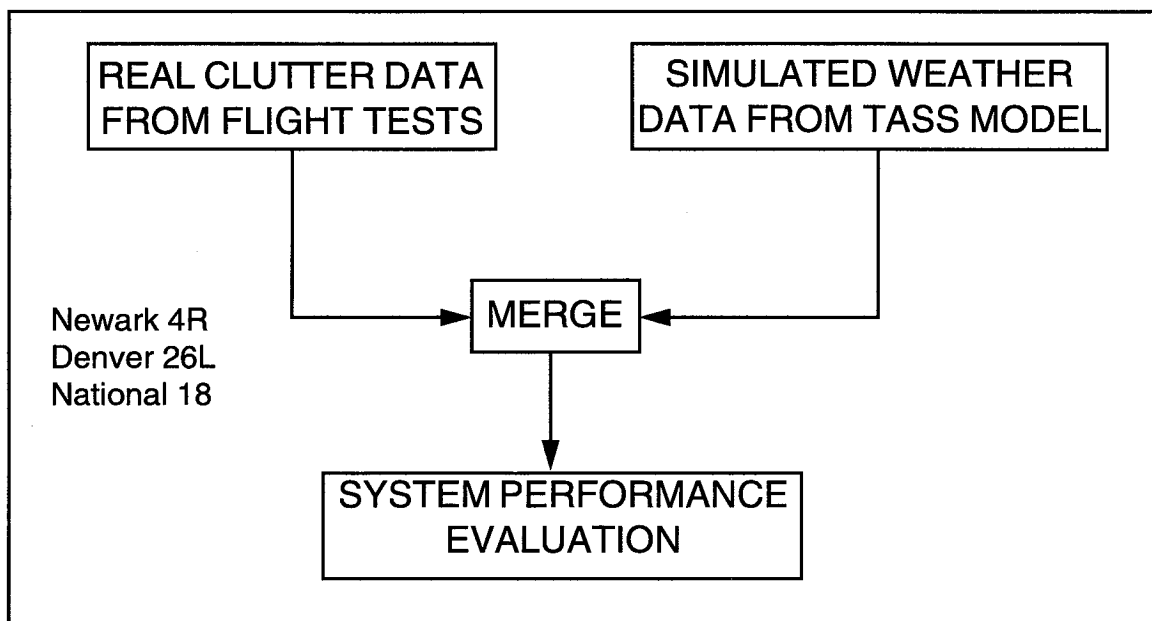 REAL CLUTTER DATA
FROM FLIGHT TESTS
SIMULATED WEATHER
DATA FROM TASS MODEL
MERGE
Newark 4R
Denver 26L
National 18
SYSTEM PERFORMANCE
EVALUATION